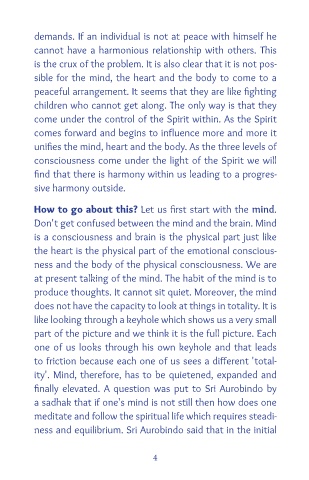 demands. If an individual is not at peace with himself he
cannot have a harmonious relationship with others. This
is the crux of the problem. It is also clear that it is not pos-
sible for the mind, the heart and the body to come to a
peaceful arrangement. It seems that they are like fighting
children who cannot get along. The only way is that they
come under the control of the Spirit within. As the Spirit
comes forward and begins to influence more and more it
unifies the mind, heart and the body. As the three levels of
consciousness come under the light of the Spirit we will
find that there is harmony within us leading to a progres-
sive harmony outside.
How to go about this? Let us first start with the mind.
Don't get confused between the mind and the brain. Mind
is a consciousness and brain is the physical part just like
the heart is the physical part of the emotional conscious-
ness and the body of the physical consciousness. We are
at present talking of the mind. The habit of the mind is to
produce thoughts. It cannot sit quiet. Moreover, the mind
does not have the capacity to look at things in totality. It is
like looking through a keyhole which shows us a very small
part of the picture and we think it is the full picture. Each
one of us looks through his own keyhole and that leads
to friction because each one of us sees a different 'total-
ity'. Mind, therefore, has to be quietened, expanded and
finally elevated. A question was put to Sri Aurobindo by
a sadhak that if one's mind is not still then how does one
meditate and follow the spiritual life which requires steadi-
ness and equilibrium. Sri Aurobindo said that in the initial
4